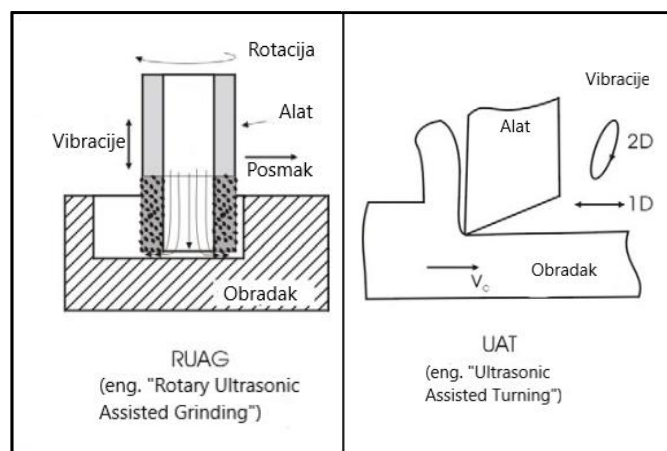 Rotacija
Vibracije
Alat
Posmak
Obradak
RUAG
(eng. "Rotary Ultrasonic
Assisted Grinding")
Vibracije
Alat
2D
1D
Obradak
Vc
UAT
(eng. "Ultrasonic
Assisted Turning")